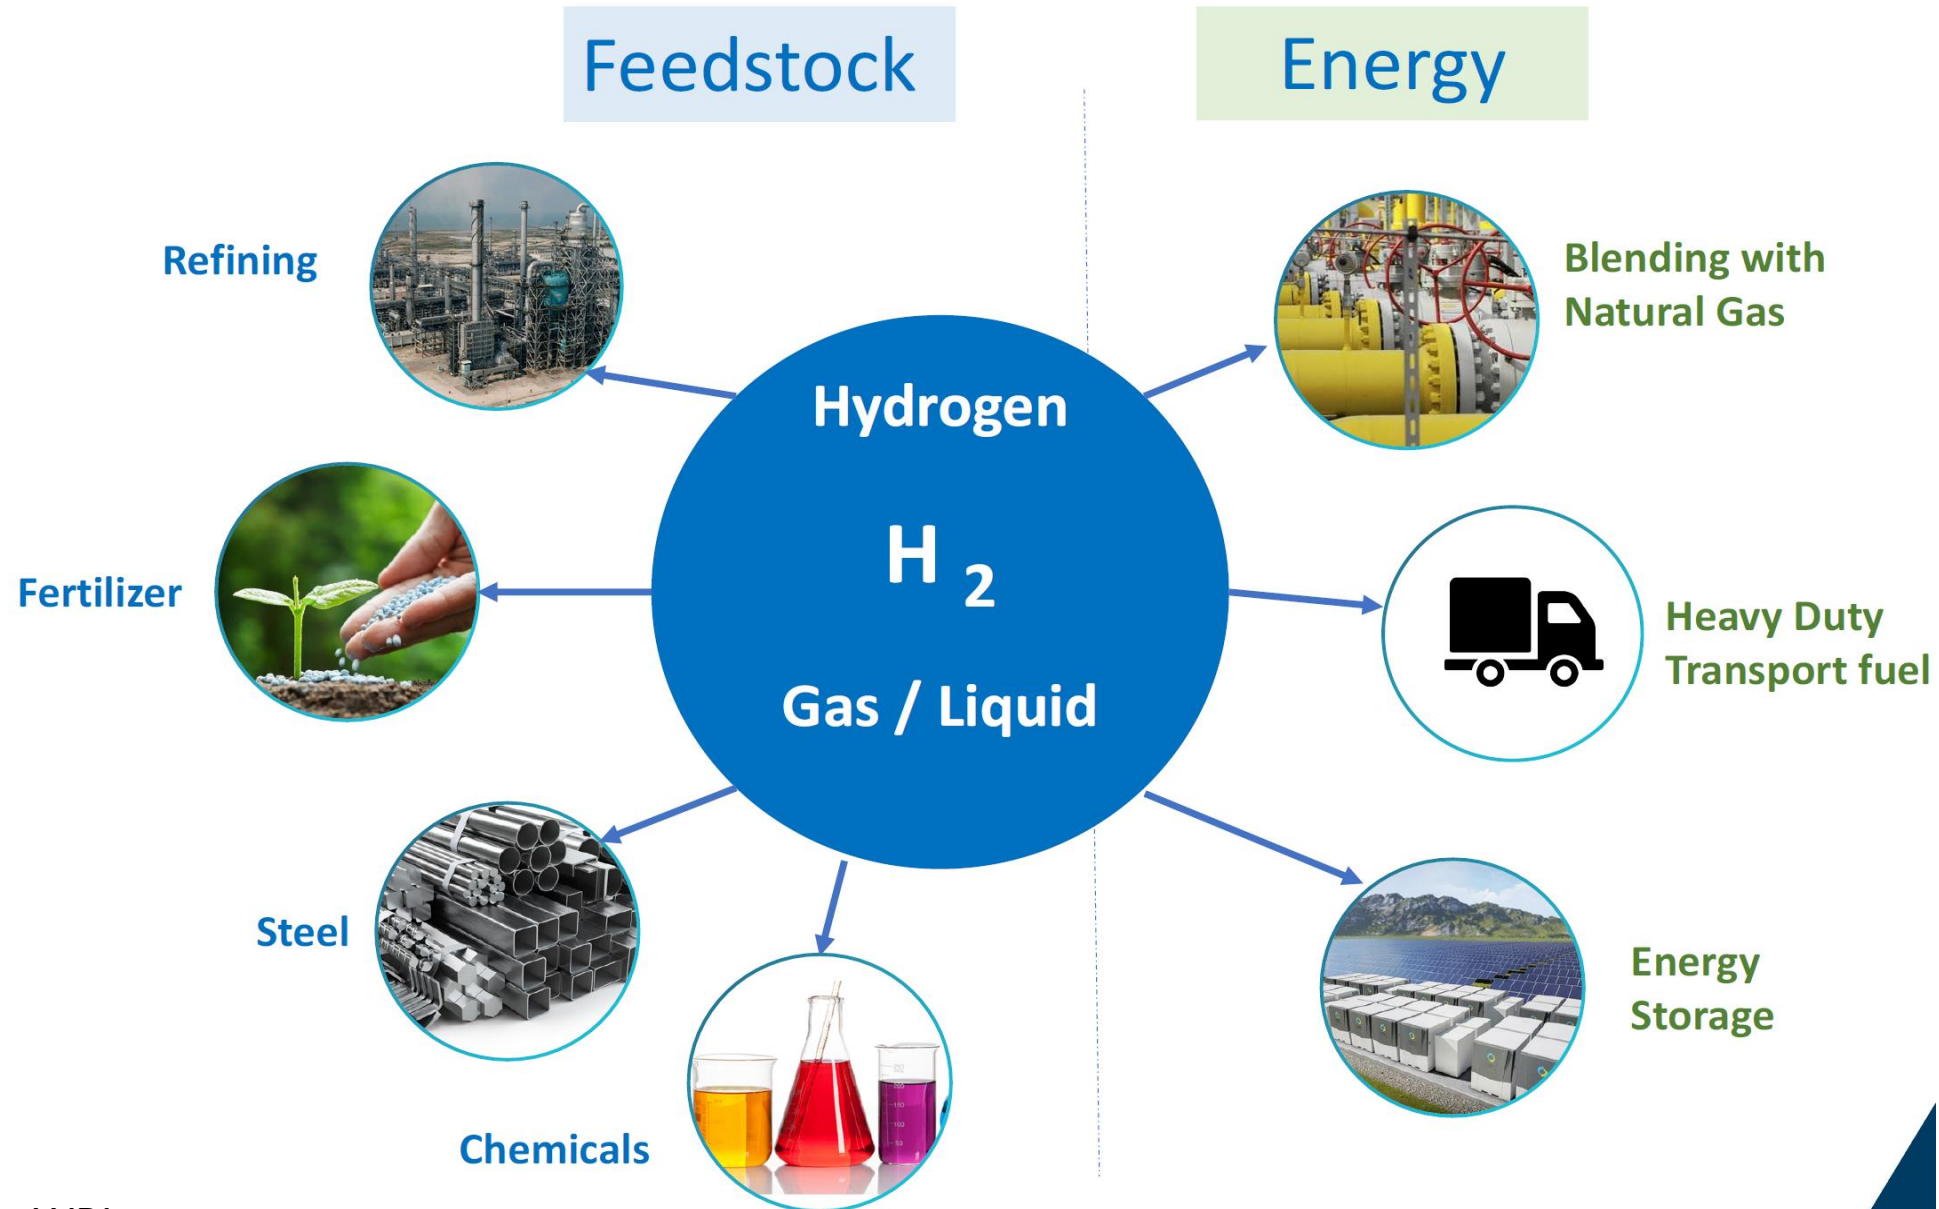 Feedstock
Energy
Refining
Blending with
Natural Gas
Hydrogen
H 2
Gas / Liquid
Fertilizer
Heavy Duty
Transport fuel
Steel
Energy
Storage
Chemicals